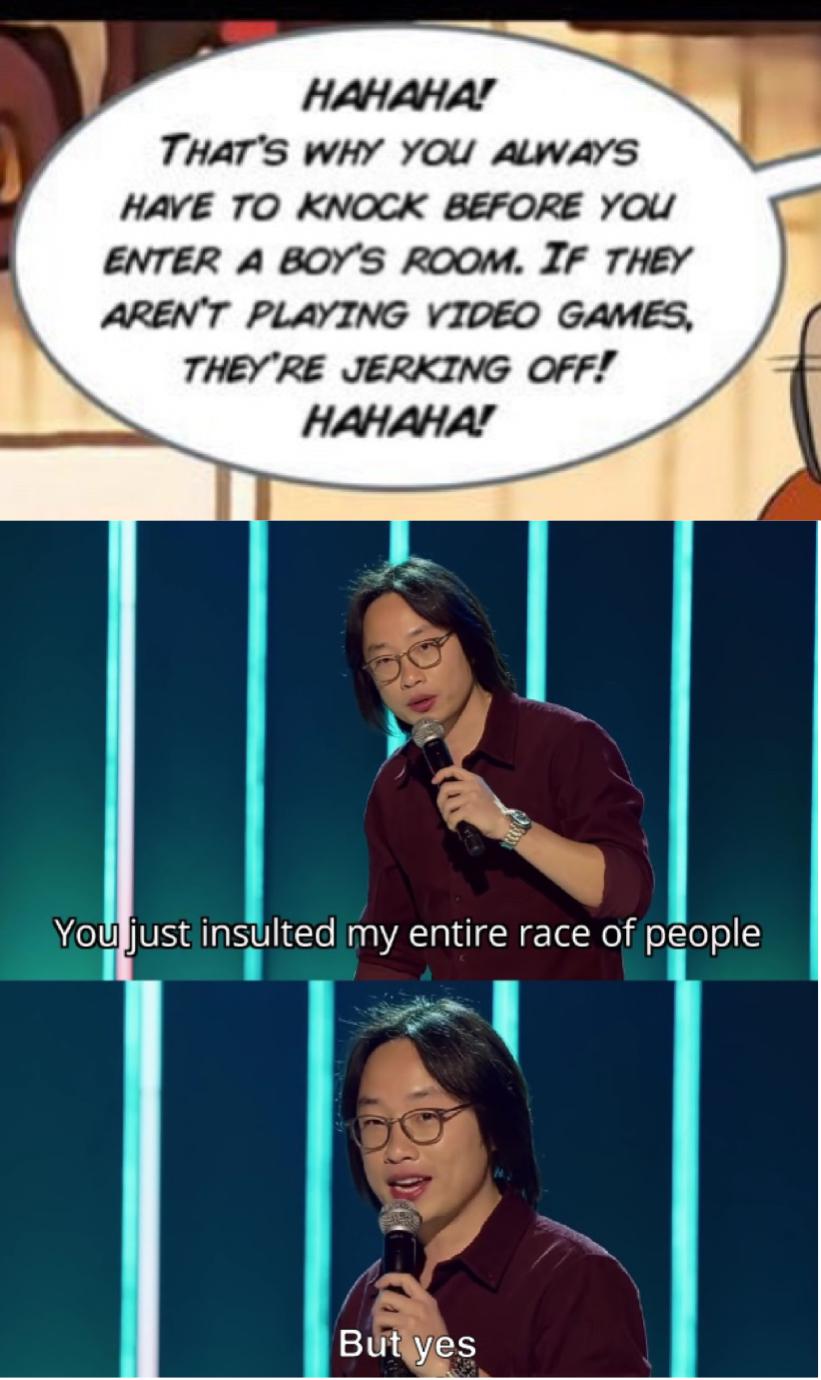 HAHAHA!
THAT'S WHY YOU ALWAYS
HAVE TO KNOCK BEFORE YOU
ENTER A BOY'S ROOM. IF THEY
AREN'T PLAYING VIDEO GAMES,
THEY'RE JERKING OFF!
HAHAHA!
You just insulted my entire race of people
But yes